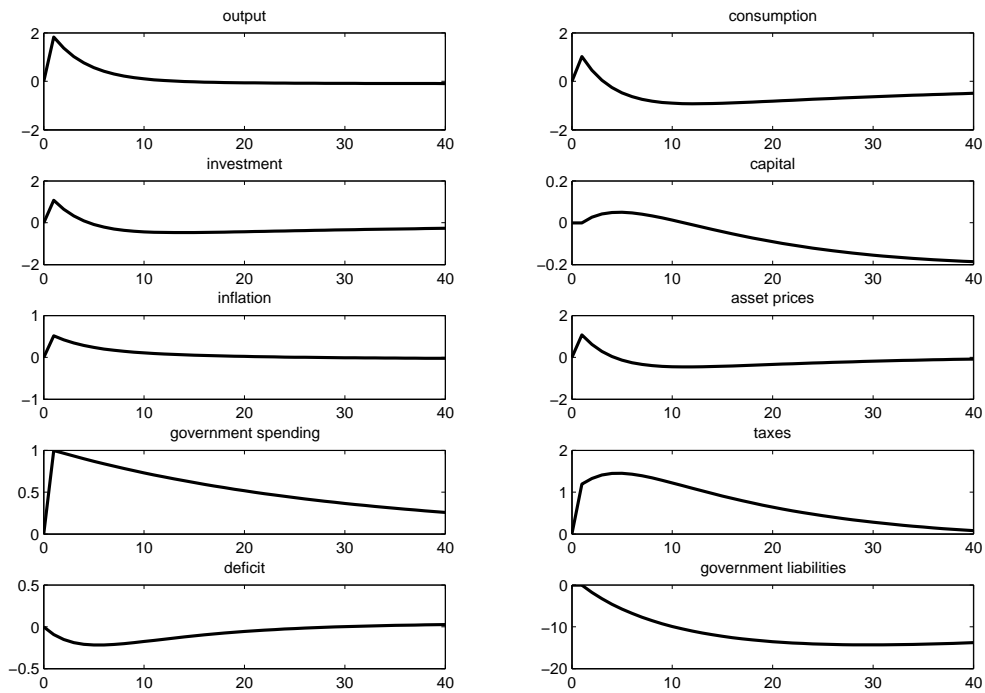 output
2
0
−2
0 10 20 30 40
consumption
2
0
−2
0 10 20 30 40
investment
2
0
−2
0 10 20 30 40
capital
0.2
0
−0.2
0 10 20 30 40
inflation
1
0
−1
0 10 20 30 40
asset prices
2
0
−2
0 10 20 30 40
government spending
1
0.5
0
0 10 20 30 40
taxes
2
1
0
0 10 20 30 40
deficit
0.5
0
−0.5
0 10 20 30 40
government liabilities
0
−10
−20
0 10 20 30 40